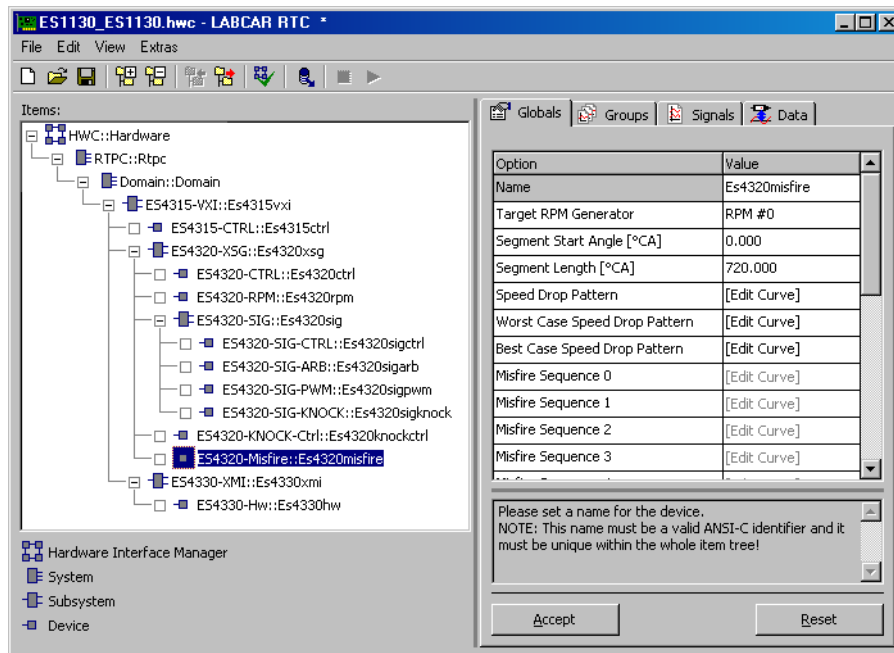 ES1130_ES1130.hwc - LABCAR RTC *
File Edit View Extras
Items:
HWC::Hardware
RTPC::Rtpc
Domain::Domain
ES4315-VXI::Es4315vxi
ES4315-CTRL::Es4315ctrl
ES4320-XSG::Es4320xsg
ES4320-CTRL::Es4320ctrl
ES4320-RPM::Es4320rpm
ES4320-SIG::Es4320sig
ES4320-SIG-CTRL::Es4320sigctrl
ES4320-SIG-ARB::Es4320sigarb
ES4320-SIG-PWM::Es4320sigpwm
ES4320-SIG-KNOCK::Es4320sigknock
ES4320-KNOCK-Ctrl::Es4320knockctrl
ES4320-Misfire::Es4320misfire
ES4330-XMI::Es4330xmi
ES4330-Hw::Es4330hw
Hardware Interface Manager
System
Subsystem
Device
Globals Groups Signals Data
Option Value
Name Es4320misfire
Target RPM Generator RPM #0
Segment Start Angle [°CA] 0.000
Segment Length [°CA] 720.000
Speed Drop Pattern [Edit Curve]
Worst Case Speed Drop Pattern [Edit Curve]
Best Case Speed Drop Pattern [Edit Curve]
Misfire Sequence 0 [Edit Curve]
Misfire Sequence 1 [Edit Curve]
Misfire Sequence 2 [Edit Curve]
Misfire Sequence 3 [Edit Curve]
Please set a name for the device.
NOTE: This name must be a valid ANSI-C identifier and it
must be unique within the whole item tree!
Accept Reset